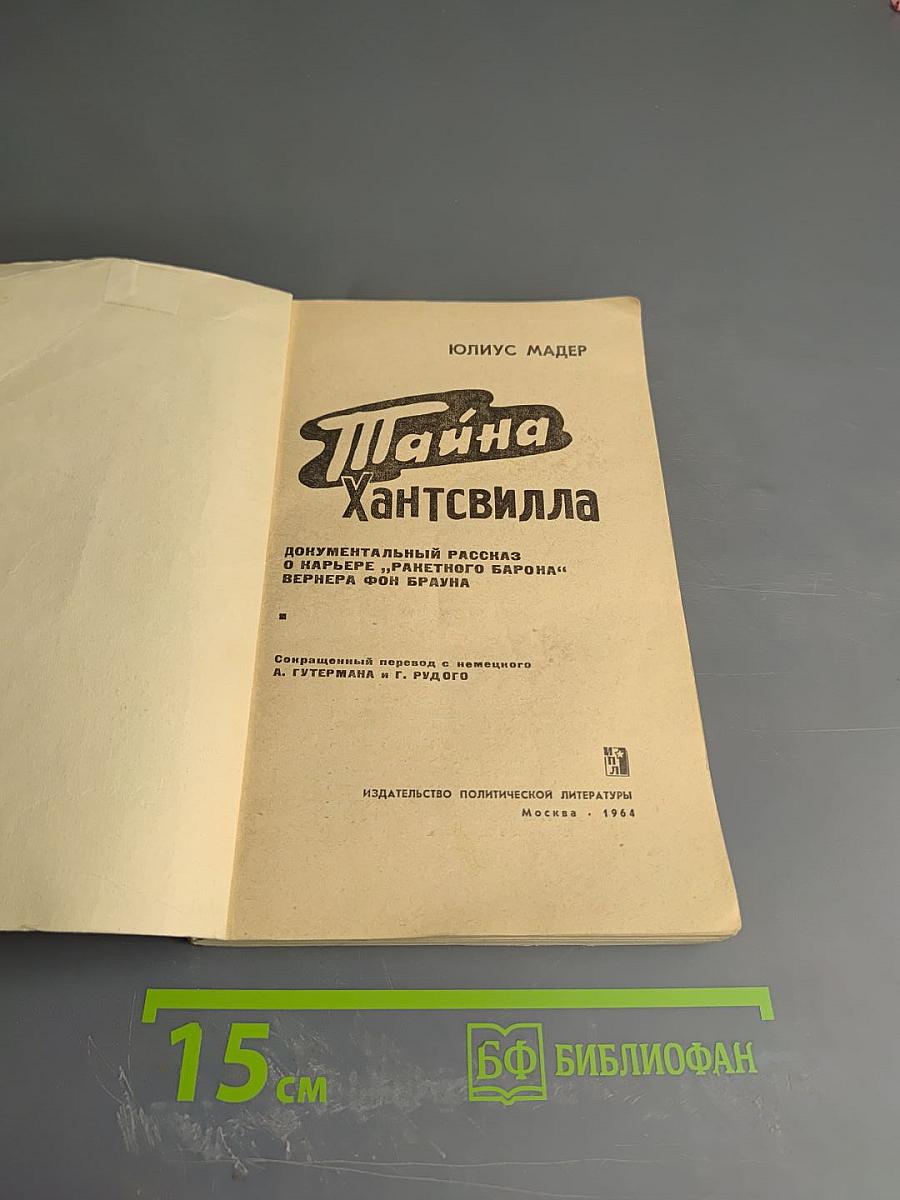 ЮЛИУС МАДЕР
Тайна
Хантсвилла
ДОКУМЕНТАЛЬНЫЙ РАССКАЗ
О КАРЬЕРЕ „РАКЕТНОГО БАРОНА“
ВЕРНЕРА ФОН БРАУНА
Сокращенный перевод с немецкого
А. ГУТЕРМАНА и Г. РУДОГО
ИПЛ
ИЗДАТЕЛЬСТВО ПОЛИТИЧЕСКОЙ ЛИТЕРАТУРЫ
Москва · 1964
15 см
БФ БИБЛИОФАН